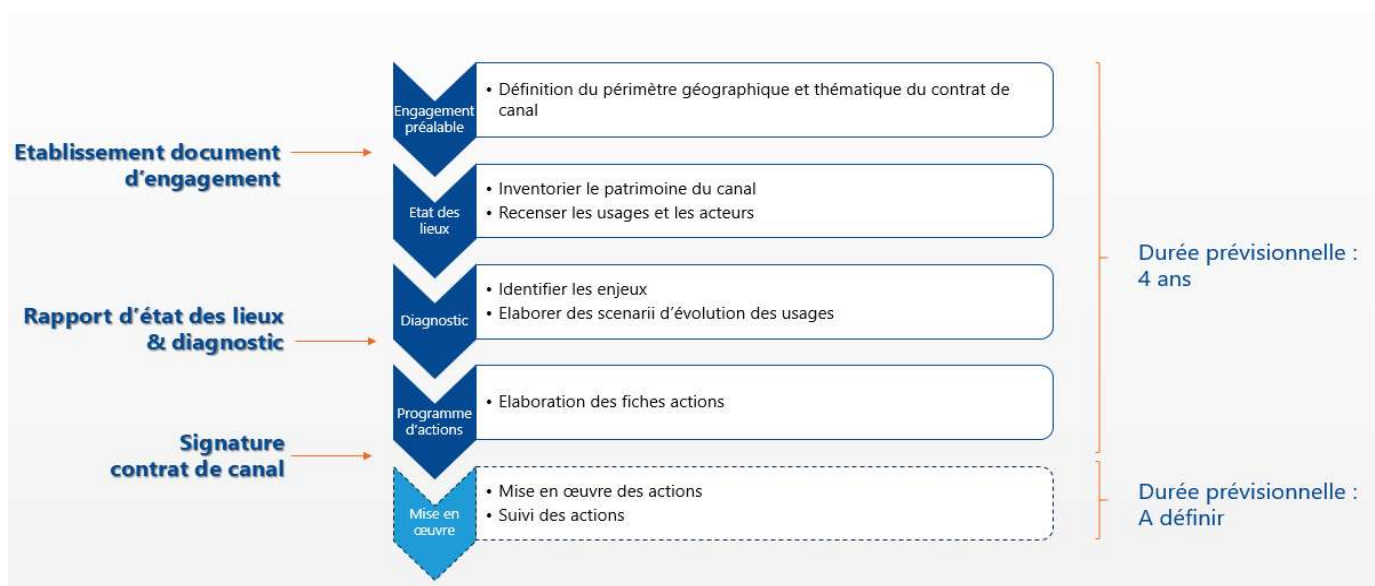 Engagement
préalable
• Définition du périmètre géographique et thématique du contrat de
canal
Etablissement document
d'engagement
Etat des
lieux
• Inventorier le patrimoine du canal
• Recenser les usages et les acteurs
Durée prévisionnelle :
4 ans
Diagnostic
• Identifier les enjeux
• Elaborer des scenarii d'évolution des usages
Rapport d'état des lieux
& diagnostic
Programme
d'actions
• Elaboration des fiches actions
Signature
contrat de canal
Mise en
œuvre
• Mise en œuvre des actions
• Suivi des actions
Durée prévisionnelle :
A définir